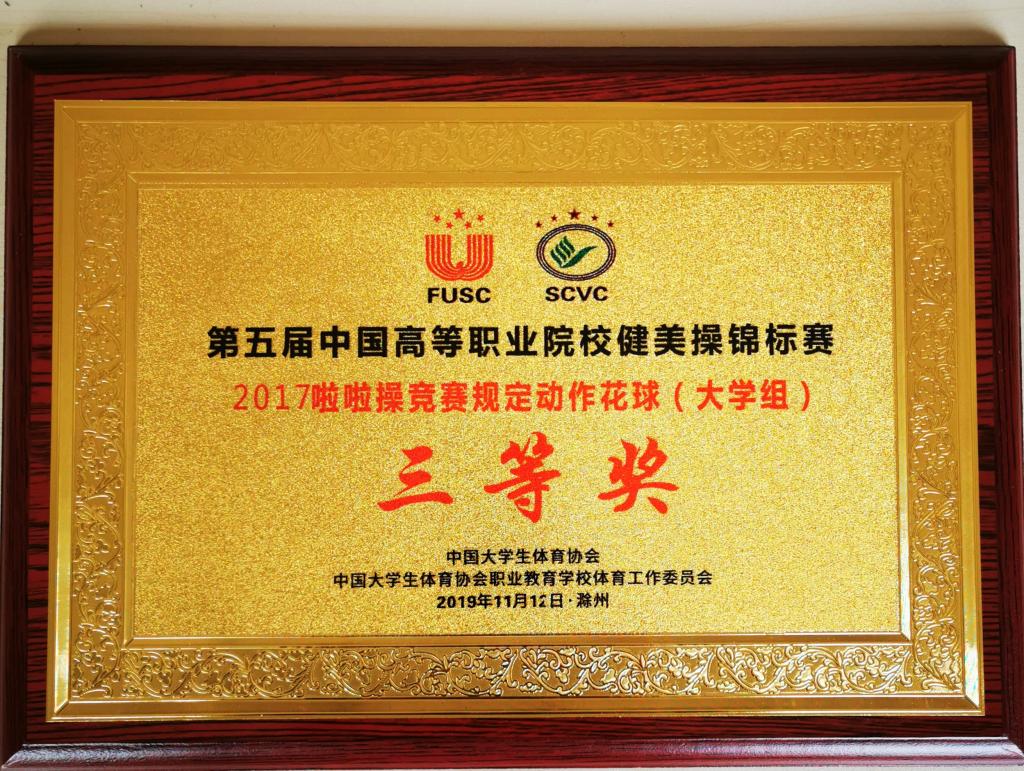 FUSC SCVC
第五届中国高等职业院校健美操锦标赛
2017啦啦操竞赛规定动作花球（大学组）
三等奖
中国大学生体育协会
中国大学生体育协会职业教育学校体育工作委员会
2019年11月12日·滁州